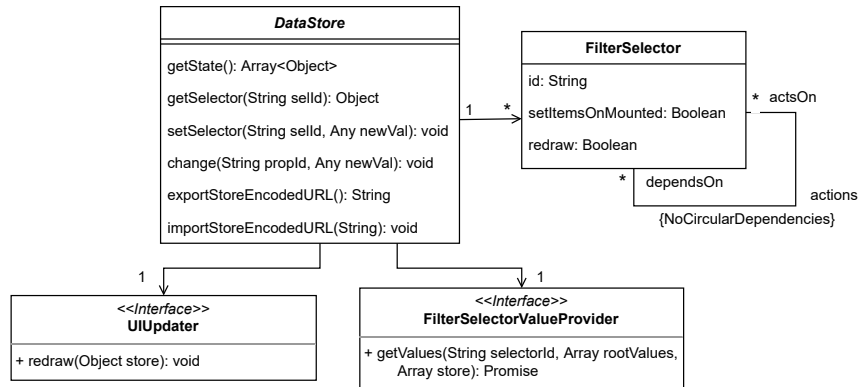 DataStore
getState(): Array<Object>
getSelector(String selId): Object
setSelector(String selId, Any newVal): void
change(String propId, Any newVal): void
exportStoreEncodedURL(): String
importStoreEncodedURL(String): void
1
*
FilterSelector
id: String
setItemsOnMounted: Boolean
redraw: Boolean
* actsOn
* dependsOn
actions
{NoCircularDependencies}
1
<<Interface>>
UIUpdater
+ redraw(Object store): void
1
<<Interface>>
FilterSelectorValueProvider
+ getValues(String selectorId, Array rootValues,
Array store): Promise